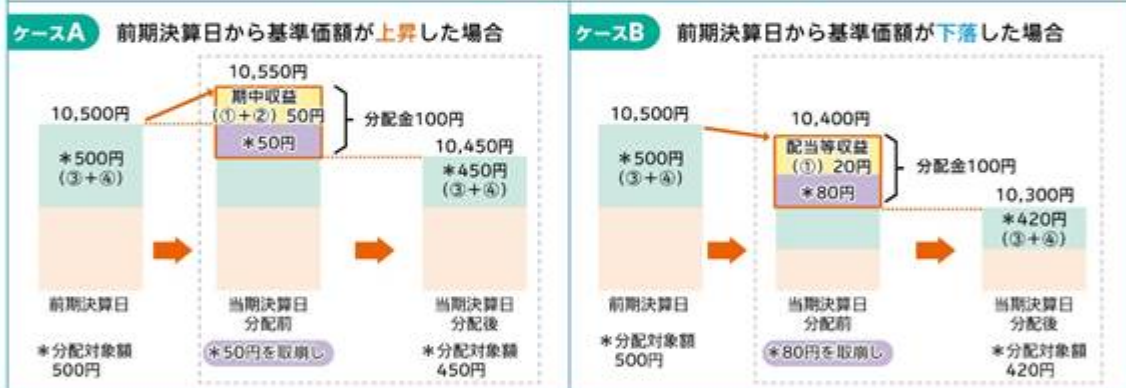 ケースA 前期決算日から基準価額が上昇した場合
10,550円
10,500円
期中収益
(①+②) 50円
*50円
分配金100円
10,450円
*500円
(③+④)
*450円
(③+④)
前期決算日
当期決算日
分配前
当期決算日
分配後
*分配対象額
500円
*50円を取崩し
*分配対象額
450円
ケースB 前期決算日から基準価額が下落した場合
10,500円
10,400円
配当等収益
(①) 20円
*80円
分配金100円
10,300円
*500円
(③+④)
*420円
(③+④)
前期決算日
当期決算日
分配前
当期決算日
分配後
*分配対象額
500円
*80円を取崩し
*分配対象額
420円